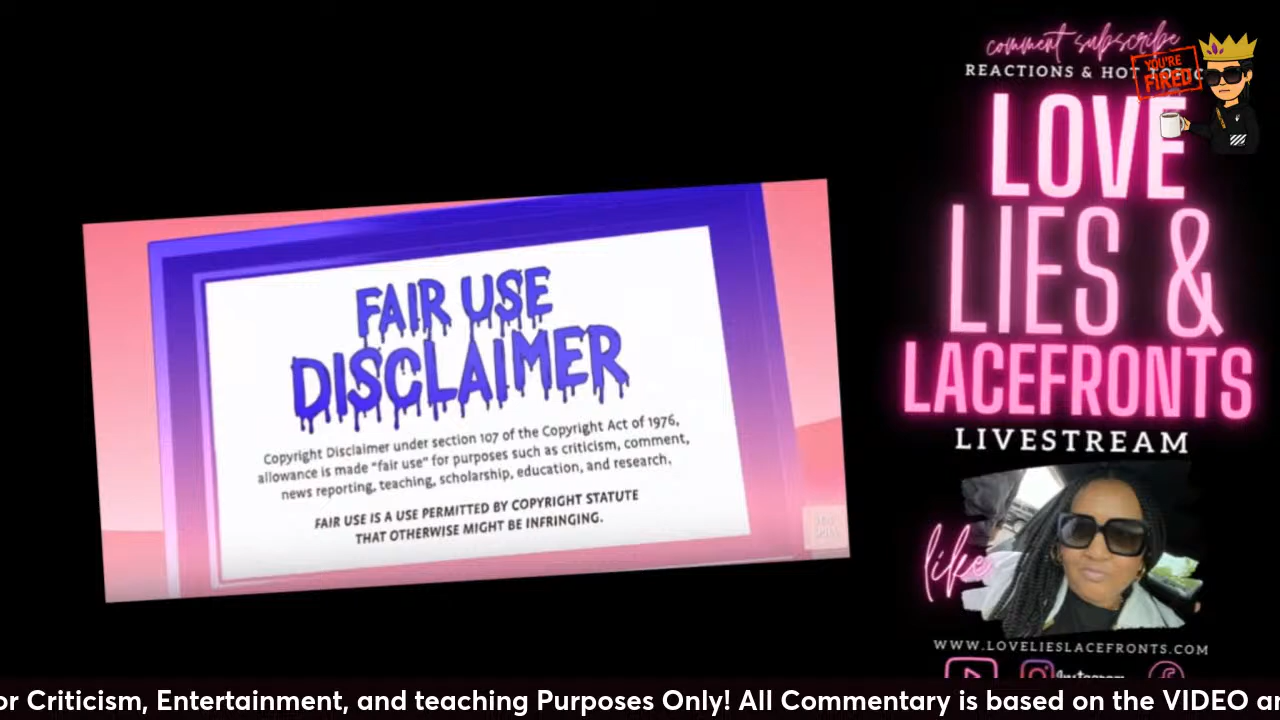 comment subscribe
REACTIONS & HOT
YOU'RE
FIRED
LOVE
LIES &
LACEFRONTS
LIVESTREAM
FAIR USE
DISCLAIMER
Copyright Disclaimer under section 107 of the Copyright Act of 1976,
allowance is made "fair use" for purposes such as criticism, comment,
news reporting, teaching, scholarship, education, and research.
FAIR USE IS A USE PERMITTED BY COPYRIGHT STATUTE
THAT OTHERWISE MIGHT BE INFRINGING.
like
WWW.LOVELIESLACEFRONTS.COM
Instagram
or Criticism, Entertainment, and teaching Purposes Only! All Commentary is based on the VIDEO